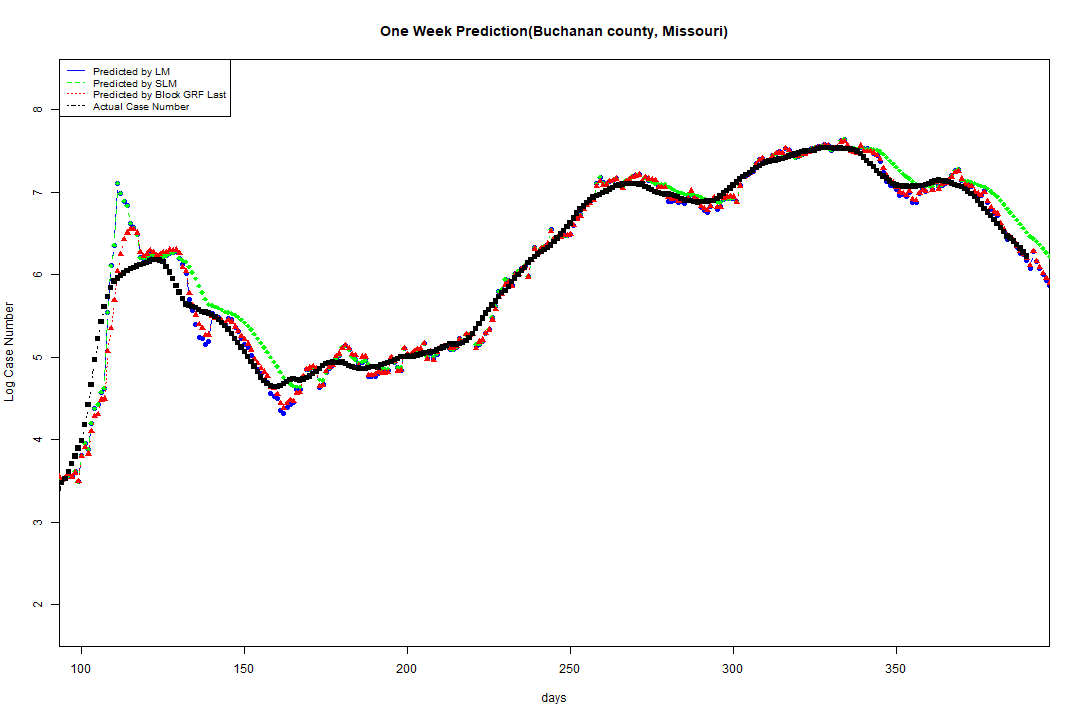 One Week Prediction(Buchanan county, Missouri)
Predicted by LM
Predicted by SLM
Predicted by Block GRF Last
Actual Case Number
8
7
6
5
4
3
2
Log Case Number
100 150 200 250 300 350
days